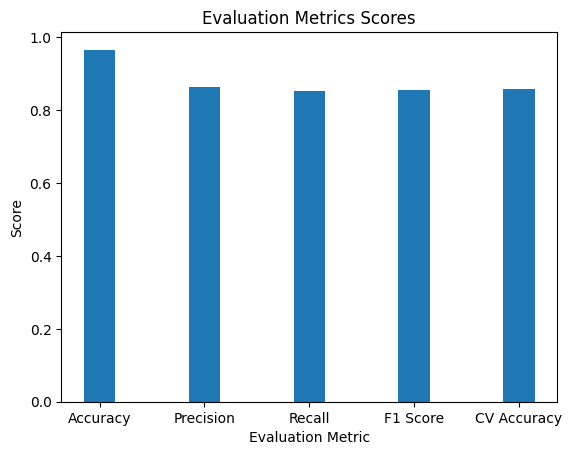 Evaluation Metrics Scores
1.0
0.8
0.6
0.4
0.2
0.0
Score
Accuracy Precision Recall F1 Score CV Accuracy
Evaluation Metric